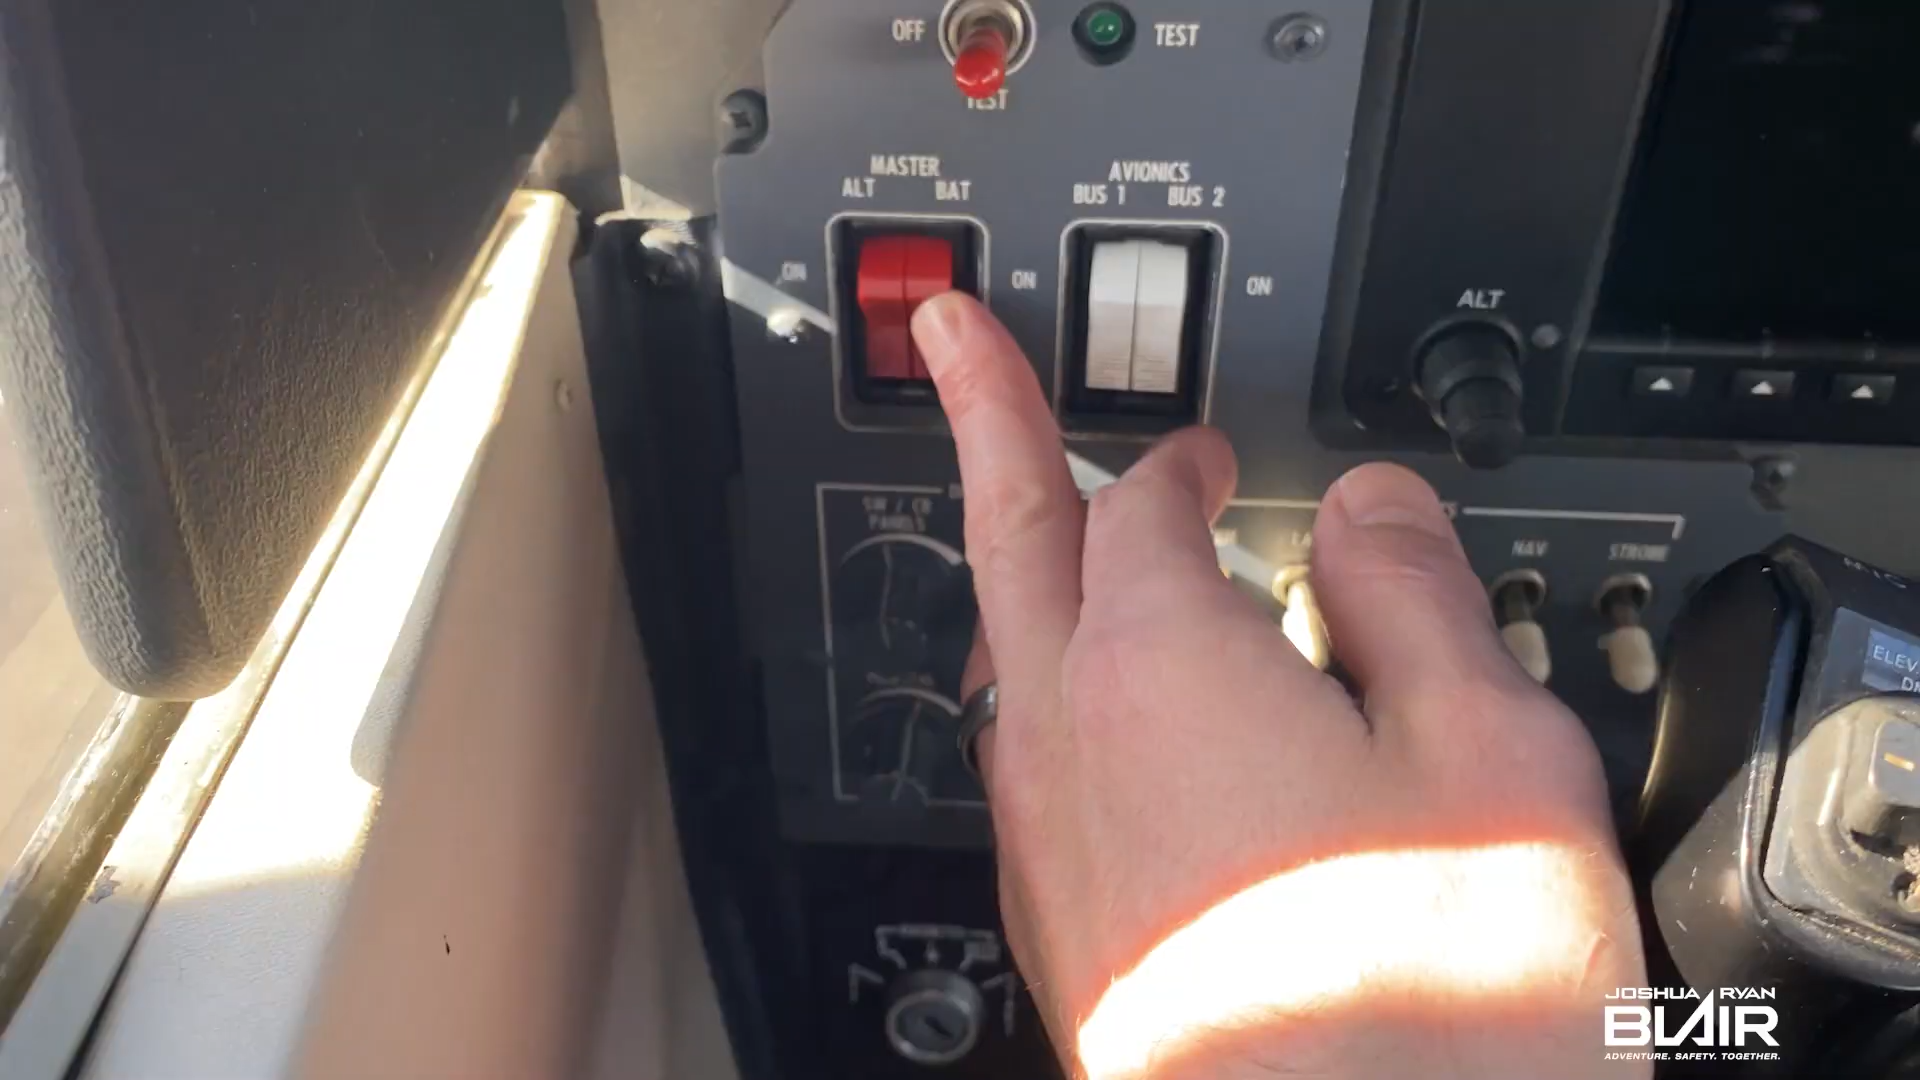 OFF
TEST
TEST
MASTER
ALT BAT
AVIONICS
BUS 1 BUS 2
ON
ON
ON
ALT
SW / CB
PANELS
NAV
STROBE
ELEV
JOSHUA RYAN
BLAIR
ADVENTURE. SAFETY. TOGETHER.